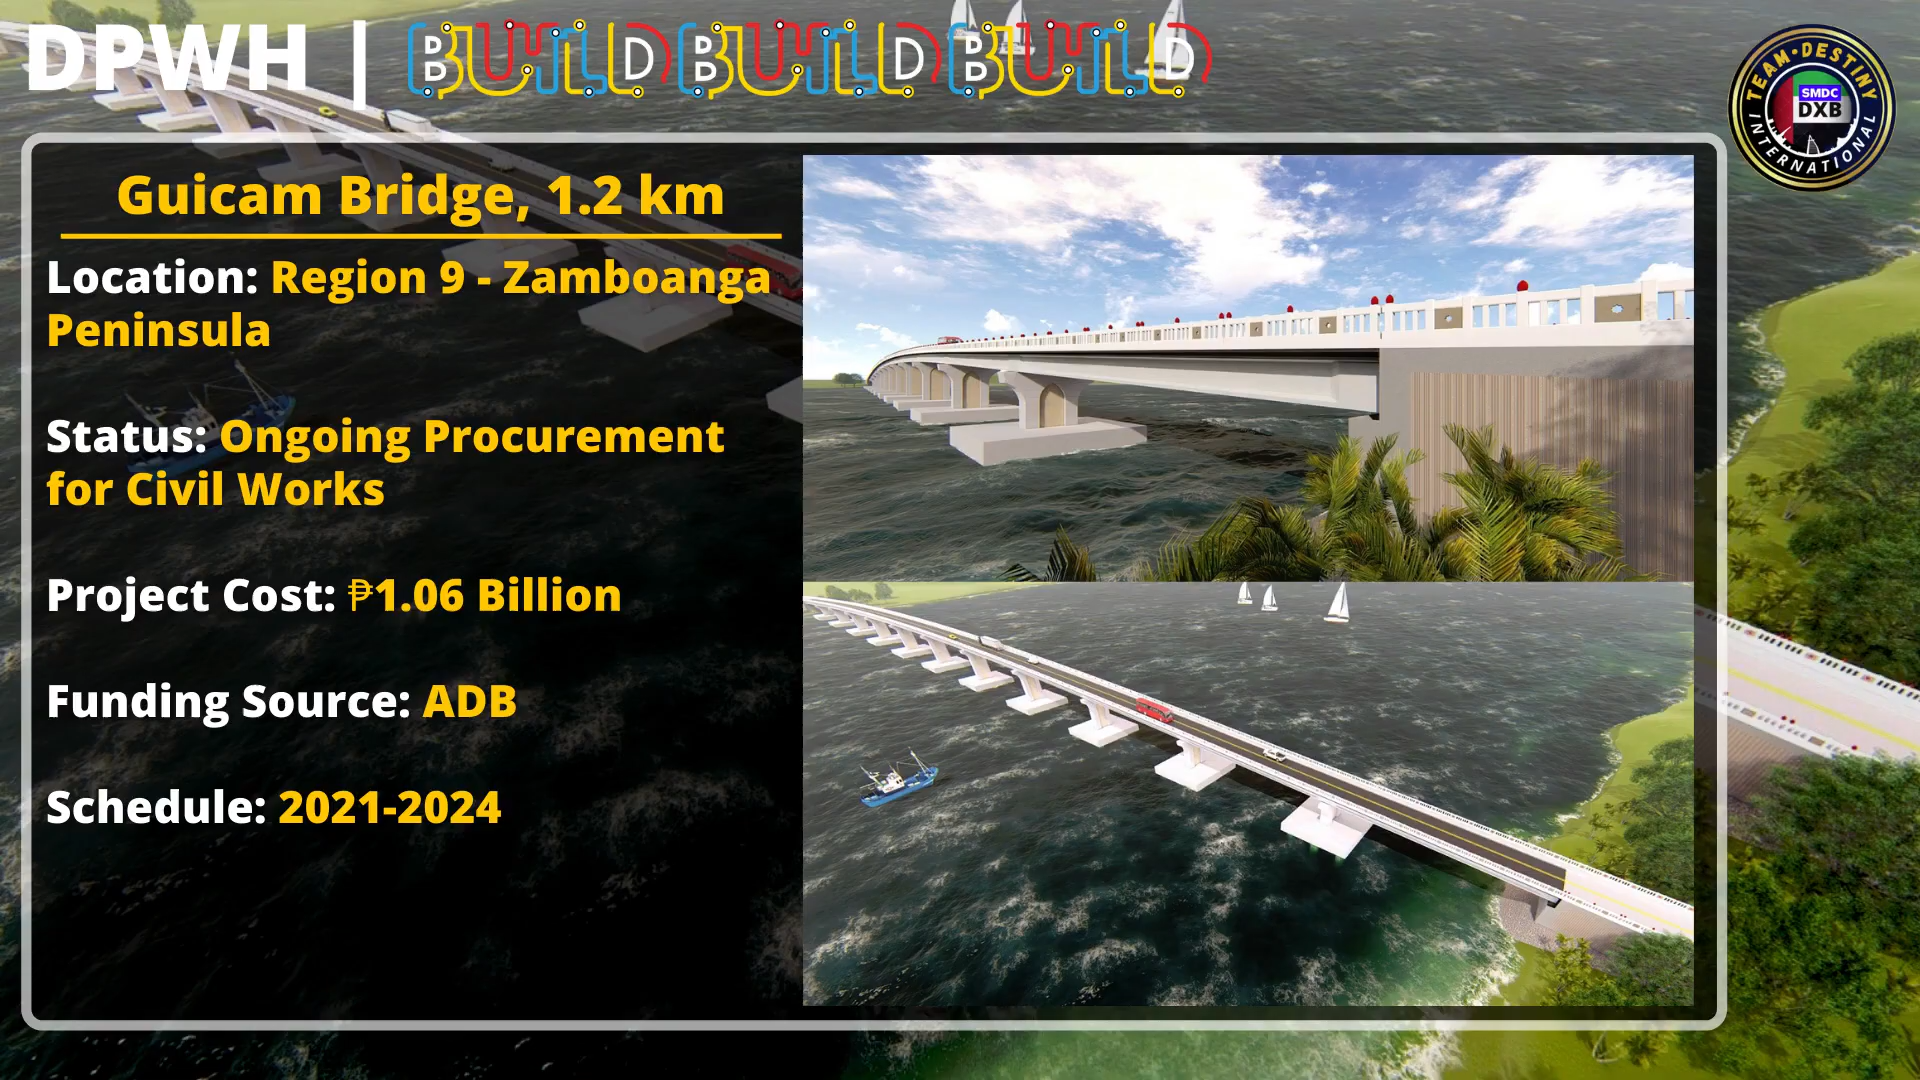 DPWH | BUILD BUILD BUILD
TEAM · DESTINY
SMDC
DXB
INTERNATIONAL
Guicam Bridge, 1.2 km
Location: Region 9 - Zamboanga
Peninsula
Status: Ongoing Procurement
for Civil Works
Project Cost: ₱1.06 Billion
Funding Source: ADB
Schedule: 2021-2024